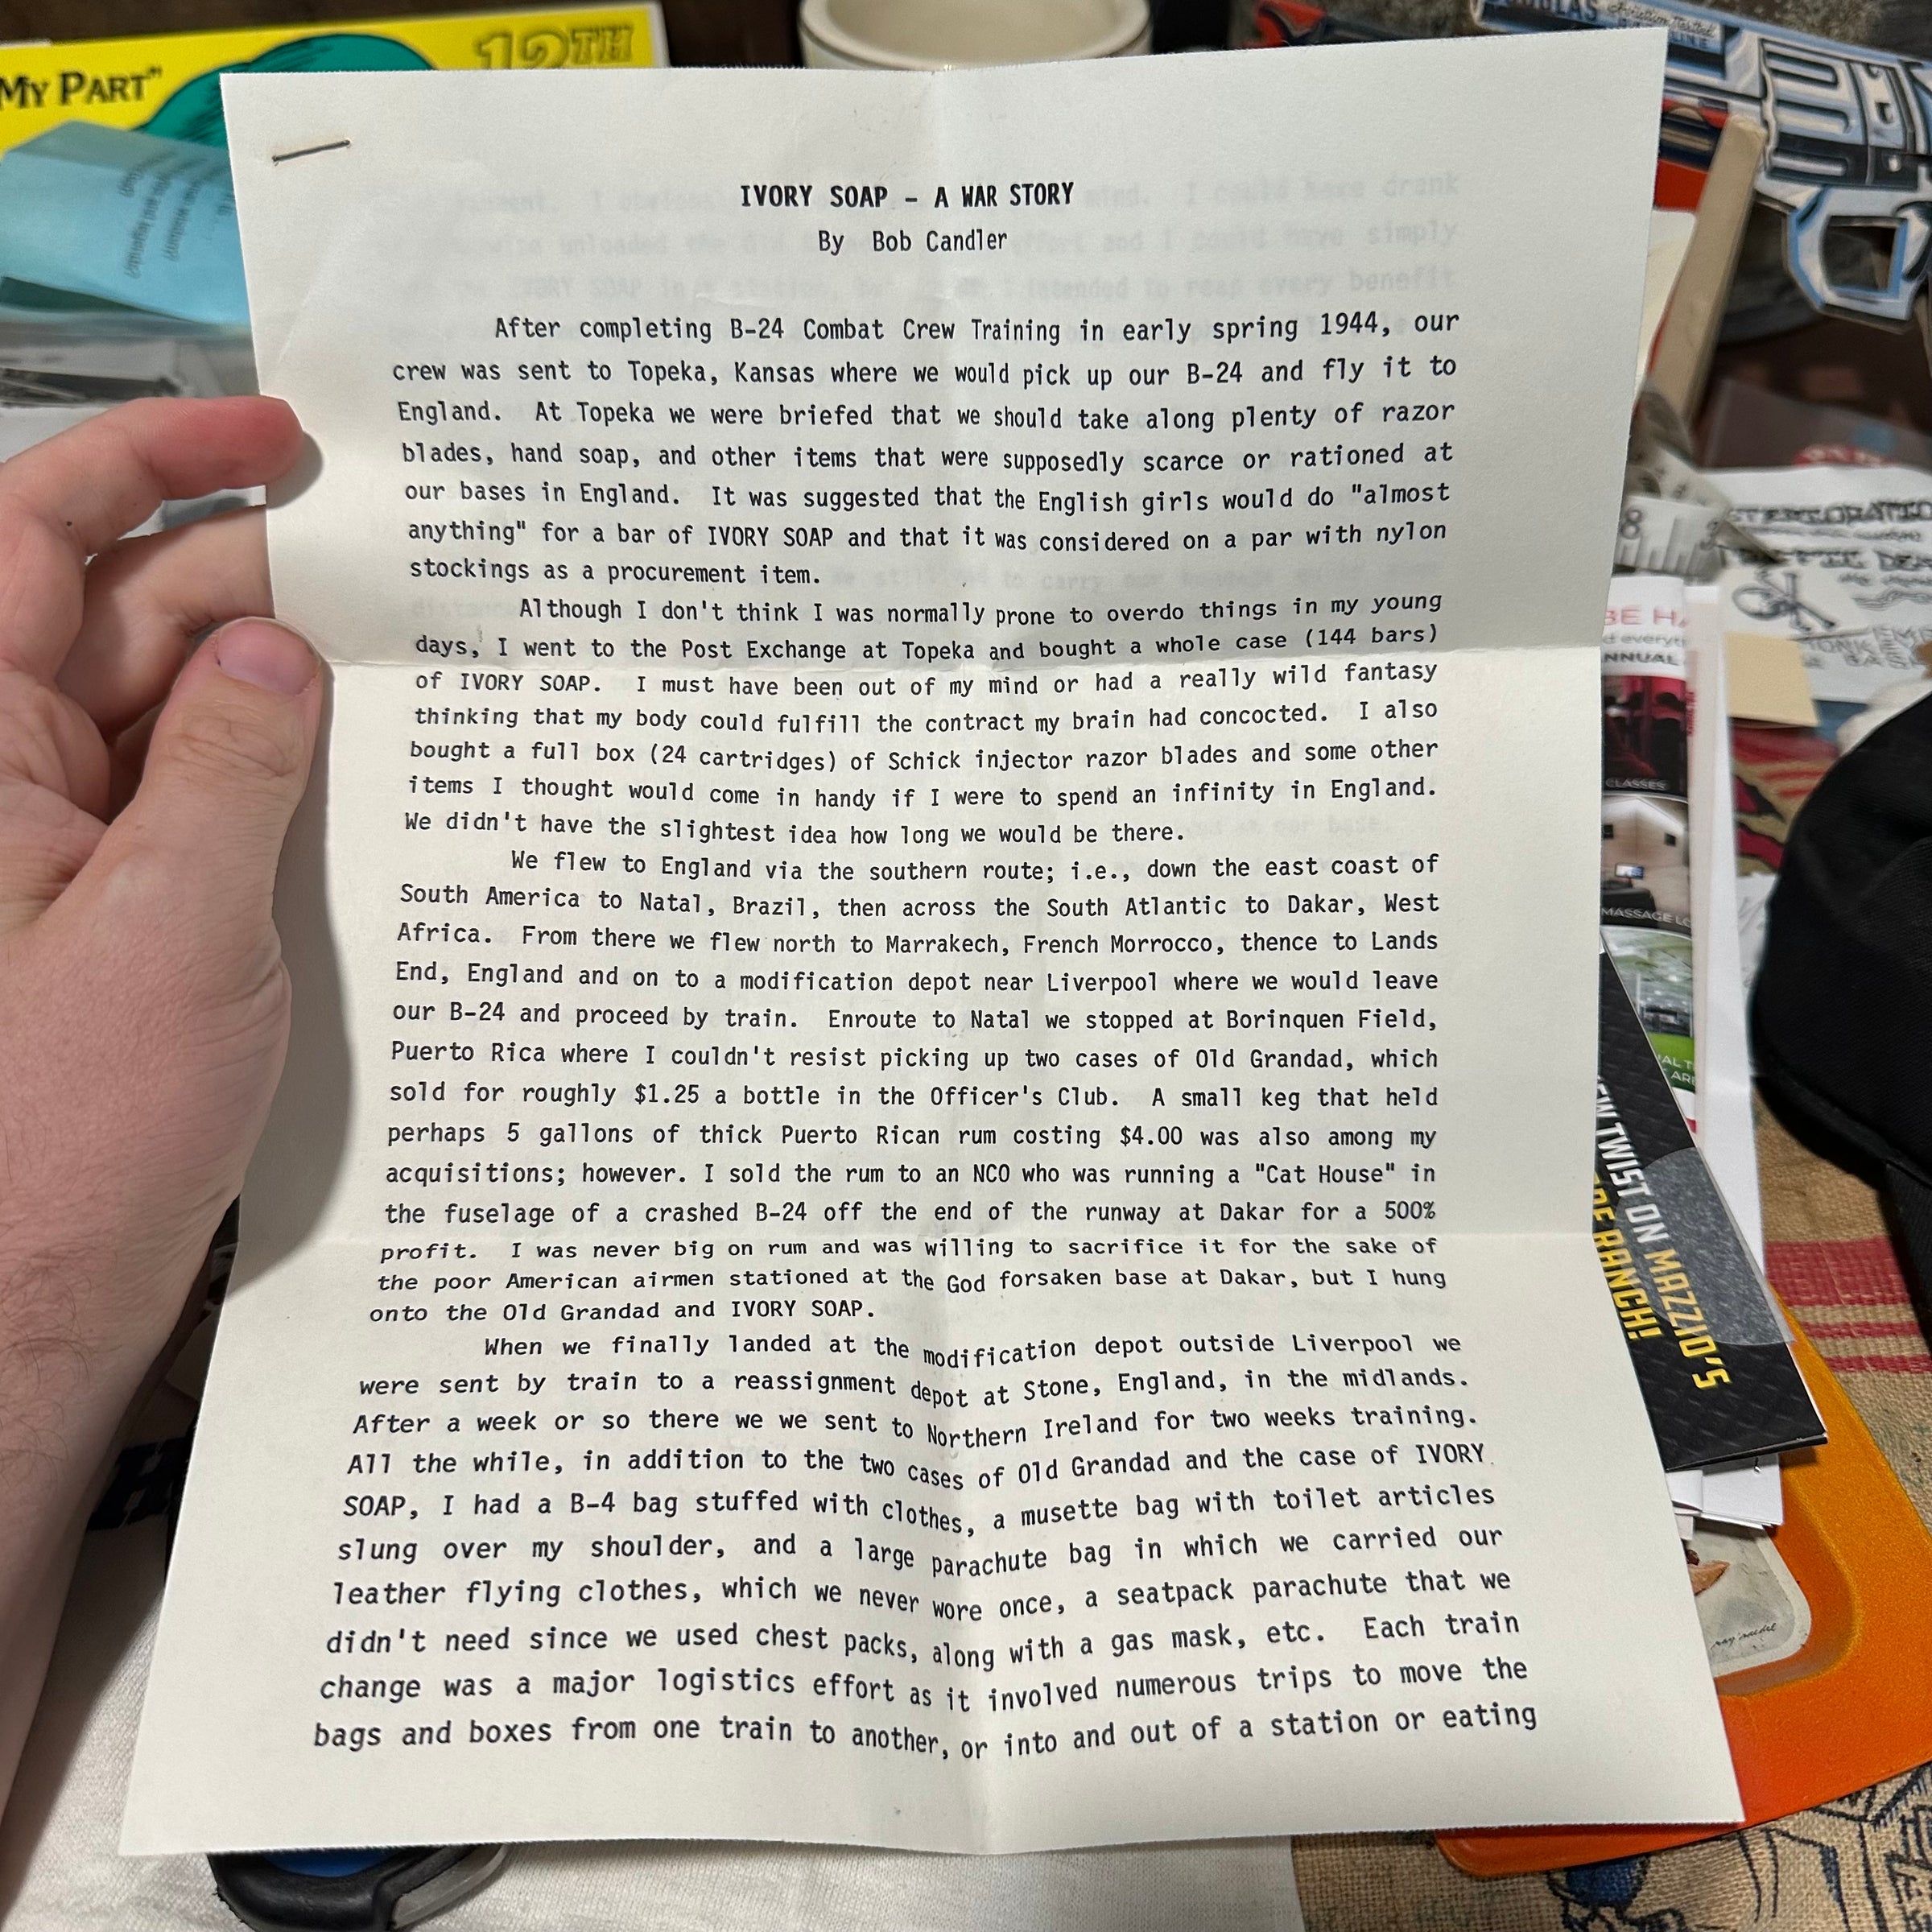 MY PART"
12TH
IVORY SOAP - A WAR STORY
By Bob Candler
After completing B-24 Combat Crew Training in early spring 1944, our
crew was sent to Topeka, Kansas where we would pick up our B-24 and fly it to
England. At Topeka we were briefed that we should take along plenty of razor
blades, hand soap, and other items that were supposedly scarce or rationed at
our bases in England. It was suggested that the English girls would do "almost
anything" for a bar of IVORY SOAP and that it was considered on a par with nylon
stockings as a procurement item.
Although I don't think I was normally prone to overdo things in my young
days, I went to the Post Exchange at Topeka and bought a whole case (144 bars)
of IVORY SOAP. I must have been out of my mind or had a really wild fantasy
thinking that my body could fulfill the contract my brain had concocted. I also
bought a full box (24 cartridges) of Schick injector razor blades and some other
items I thought would come in handy if I were to spend an infinity in England.
We didn't have the slightest idea how long we would be there.
We flew to England via the southern route; i.e., down the east coast of
South America to Natal, Brazil, then across the South Atlantic to Dakar, West
Africa. From there we flew north to Marrakech, French Morrocco, thence to Lands
End, England and on to a modification depot near Liverpool where we would leave
our B-24 and proceed by train. Enroute to Natal we stopped at Borinquen Field,
Puerto Rica where I couldn't resist picking up two cases of Old Grandad, which
sold for roughly $1.25 a bottle in the Officer's Club. A small keg that held
perhaps 5 gallons of thick Puerto Rican rum costing $4.00 was also among my
acquisitions; however. I sold the rum to an NCO who was running a "Cat House" in
the fuselage of a crashed B-24 off the end of the runway at Dakar for a 500%
profit. I was never big on rum and was willing to sacrifice it for the sake of
the poor American airmen stationed at the God forsaken base at Dakar, but I hung
onto the Old Grandad and IVORY SOAP.
When we finally landed at the modification depot outside Liverpool we
were sent by train to a reassignment depot at Stone, England, in the midlands.
After a week or so there we we sent to Northern Ireland for two weeks training.
All the while, in addition to the two cases of Old Grandad and the case of IVORY
SOAP, I had a B-4 bag stuffed with clothes, a musette bag with toilet articles
slung over my shoulder, and a large parachute bag in which we carried our
leather flying clothes, which we never wore once, a seatpack parachute that we
didn't need since we used chest packs, along with a gas mask, etc. Each train
change was a major logistics effort as it involved numerous trips to move the
bags and boxes from one train to another, or into and out of a station or eating
CLASSES
MASSAGE
TWIST ON MAZZIO'S
RANCH!